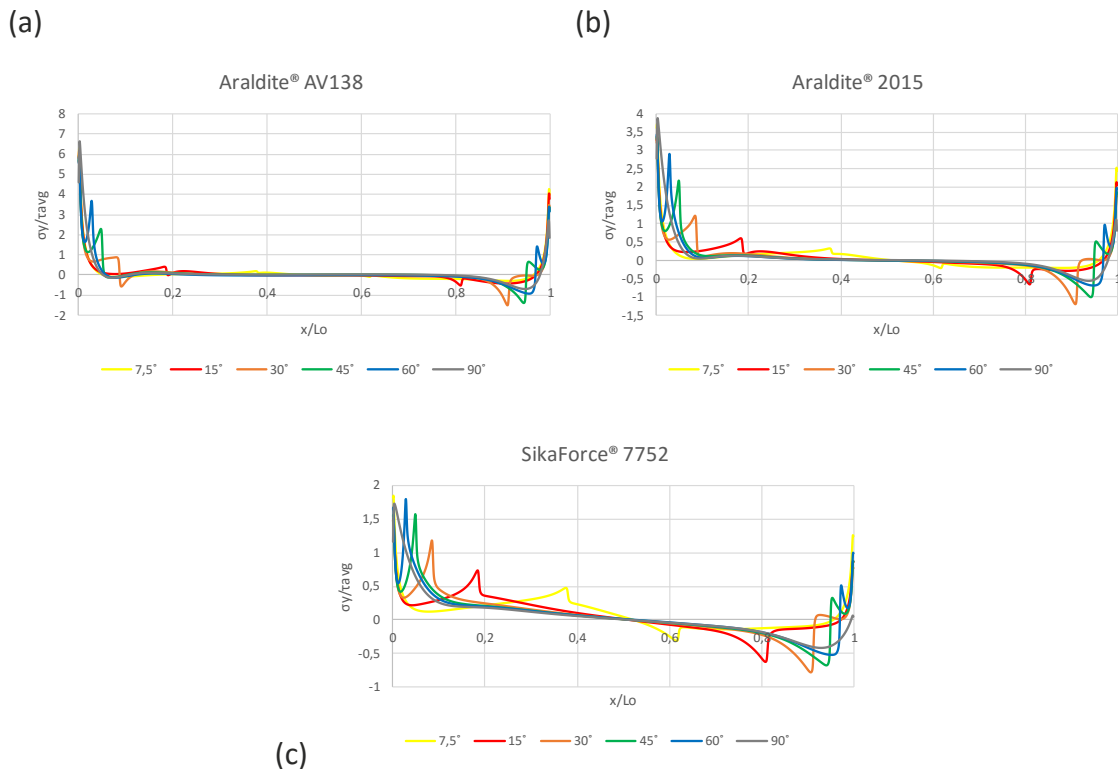 (a)
Araldite® AV138
8
7
6
5
4
3
2
1
0
-1
-2
0 0,2 0,4 0,6 0,8 1
σy/τavg
x/Lo
7,5˚ 15˚ 30˚ 45˚ 60˚ 90˚
(b)
Araldite® 2015
4
3,5
3
2,5
2
1,5
1
0,5
0
-0,5
-1
-1,5
0 0,2 0,4 0,6 0,8 1
σy/τavg
x/Lo
7,5˚ 15˚ 30˚ 45˚ 60˚ 90˚
SikaForce® 7752
2
1,5
1
0,5
0
-0,5
-1
0 0,2 0,4 0,6 0,8 1
σy/τavg
x/Lo
7,5˚ 15˚ 30˚ 45˚ 60˚ 90˚
(c)